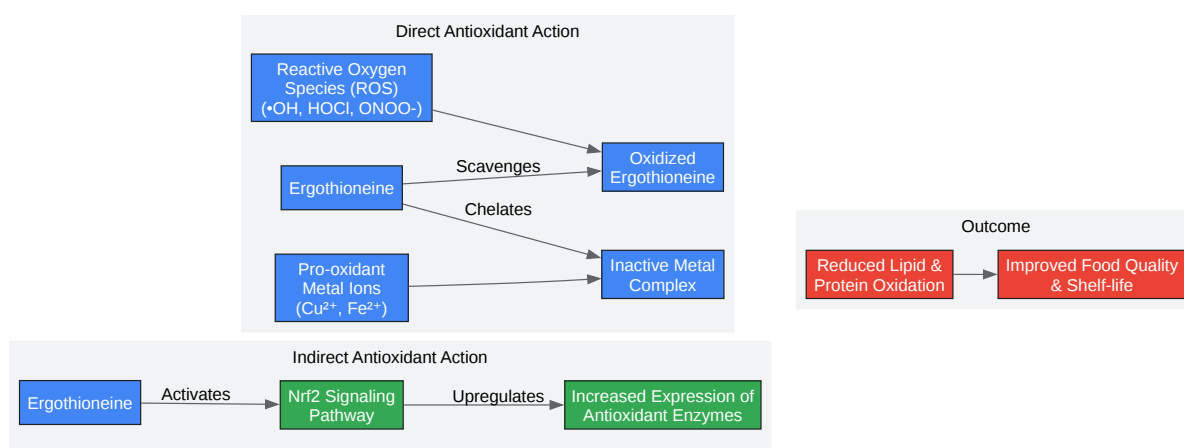 Direct Antioxidant Action
Reactive Oxygen
Species (ROS)
(•OH, HOCl, ONOO-)
Scavenges
Oxidized
Ergothioneine
Ergothioneine
Chelates
Pro-oxidant
Metal Ions
(Cu²⁺, Fe²⁺)
Inactive Metal
Complex
Outcome
Reduced Lipid &
Protein Oxidation
Improved Food Quality
& Shelf-life
Indirect Antioxidant Action
Ergothioneine
Activates
Nrf2 Signaling
Pathway
Upregulates
Increased Expression of
Antioxidant Enzymes